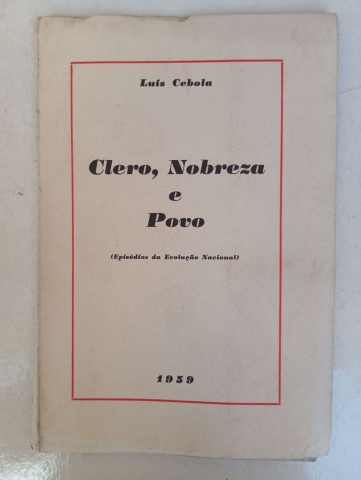 Luís Cebola
Clero, Nobreza
e
Povo
(Episódios da Evolução Nacional)
1959